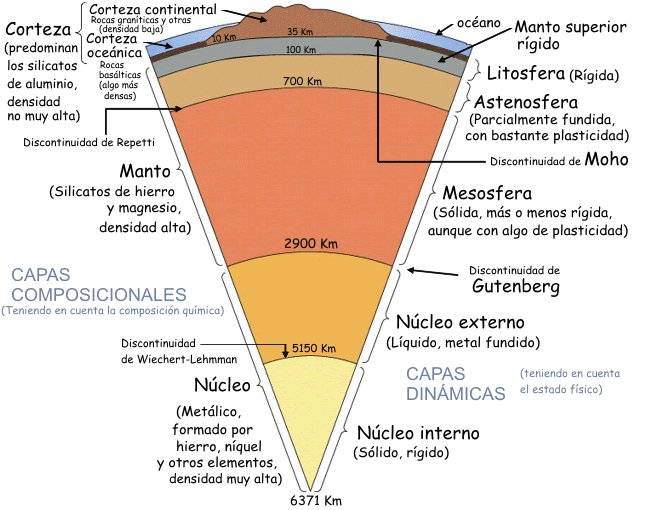 Corteza
(predominan
los silicatos
de aluminio,
densidad
no muy alta)
Corteza continental
Rocas graníticas y otras
(densidad baja)
Corteza
oceánica
Rocas
basálticas
(algo más
densas)
10 Km
35 Km
100 Km
700 Km
océano
Manto superior
rígido
Litosfera (Rígida)
Astenosfera
(Parcialmente fundida,
con bastante plasticidad)
Discontinuidad de Repetti
Discontinuidad de Moho
Manto
(Silicatos de hierro
y magnesio,
densidad alta)
Mesosfera
(Sólida, más o menos rígida,
aunque con algo de plasticidad)
2900 Km
CAPAS
COMPOSICIONALES
(Teniendo en cuenta la composición química)
Discontinuidad de
Gutenberg
Núcleo externo
(Líquido, metal fundido)
Discontinuidad
de Wiechert-Lehmman
5150 Km
CAPAS
DINÁMICAS
(teniendo en cuenta
el estado físico)
Núcleo
(Metálico,
formado por
hierro, níquel
y otros elementos,
densidad muy alta)
Núcleo interno
(Sólido, rígido)
6371 Km